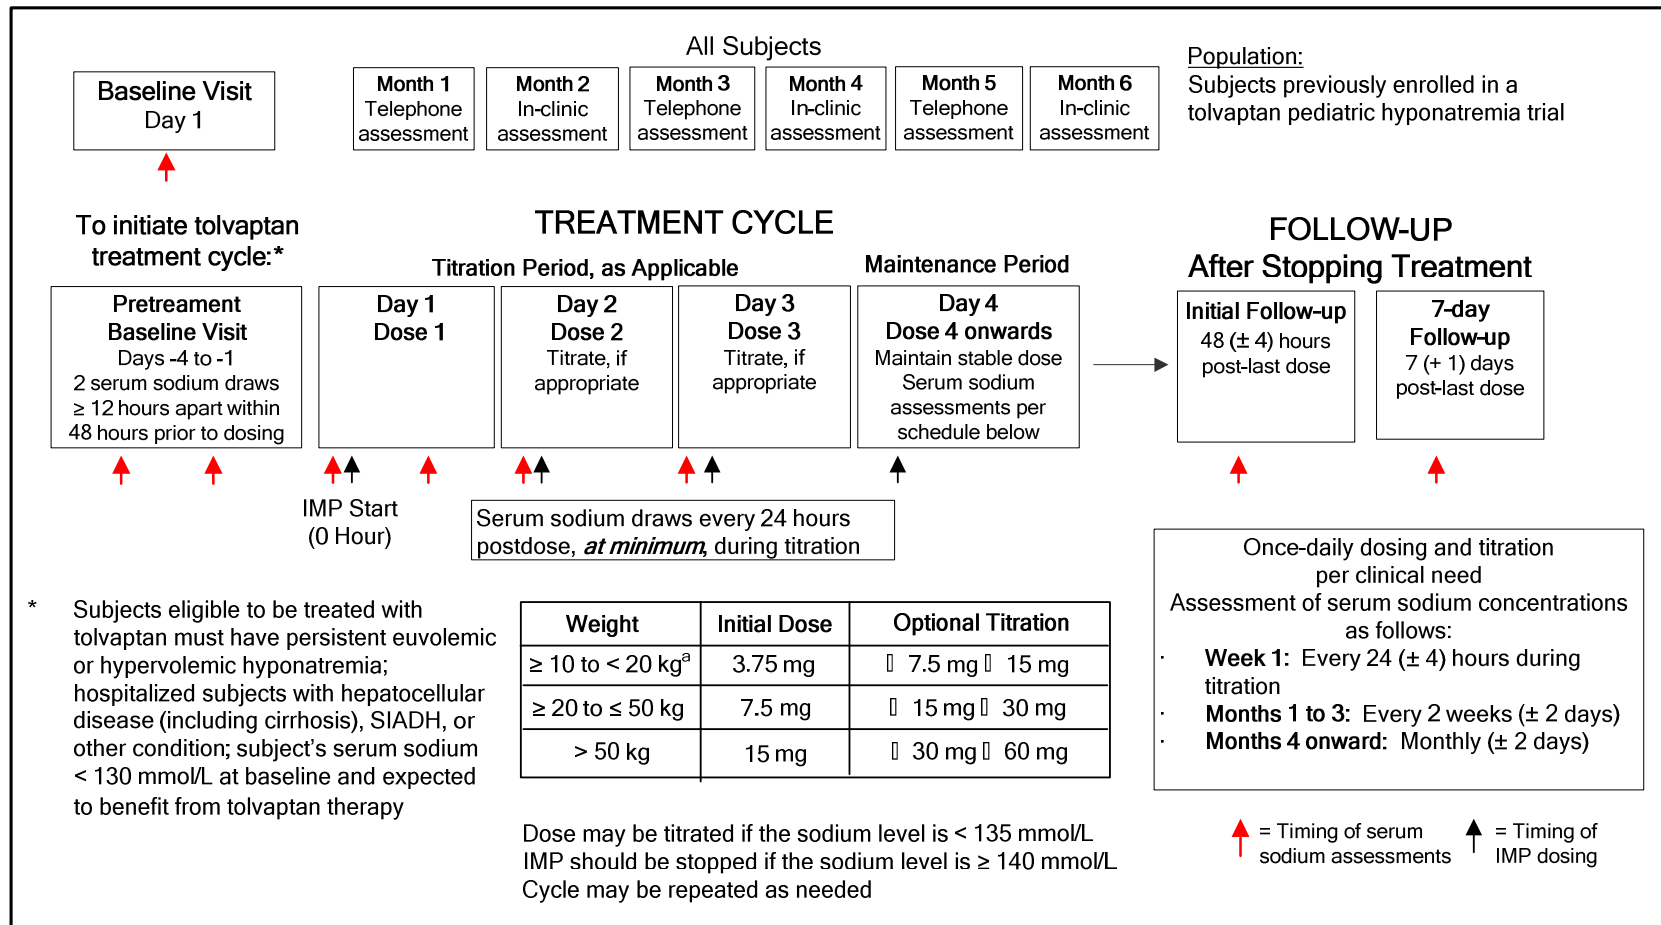 All Subjects
Baseline Visit
Day 1
Month 1
Telephone
assessment
Month 2
In-clinic
assessment
Month 3
Telephone
assessment
Month 4
In-clinic
assessment
Month 5
Telephone
assessment
Month 6
In-clinic
assessment
Population:
Subjects previously enrolled in a
tolvaptan pediatric hyponatremia trial
To initiate tolvaptan
treatment cycle:*
TREATMENT CYCLE
Titration Period, as Applicable
Maintenance Period
FOLLOW-UP
After Stopping Treatment
Pretreament
Baseline Visit
Days -4 to -1
2 serum sodium draws
≥ 12 hours apart within
48 hours prior to dosing
Day 1
Dose 1
Day 2
Dose 2
Titrate, if
appropriate
Day 3
Dose 3
Titrate, if
appropriate
Day 4
Dose 4 onwards
Maintain stable dose
Serum sodium
assessments per
schedule below
Initial Follow-up
48 (± 4) hours
post-last dose
7-day
Follow-up
7 (+ 1) days
post-last dose
IMP Start
(0 Hour)
Serum sodium draws every 24 hours
postdose, at minimum, during titration
* Subjects eligible to be treated with
tolvaptan must have persistent euvolemic
or hypervolemic hyponatremia;
hospitalized subjects with hepatocellular
disease (including cirrhosis), SIADH, or
other condition; subject's serum sodium
< 130 mmol/L at baseline and expected
to benefit from tolvaptan therapy
Weight Initial Dose Optional Titration
≥ 10 to < 20 kgᵃ 3.75 mg ▯ 7.5 mg ▯ 15 mg
≥ 20 to ≤ 50 kg 7.5 mg ▯ 15 mg ▯ 30 mg
> 50 kg 15 mg ▯ 30 mg ▯ 60 mg
Dose may be titrated if the sodium level is < 135 mmol/L
IMP should be stopped if the sodium level is ≥ 140 mmol/L
Cycle may be repeated as needed
Once-daily dosing and titration
per clinical need
Assessment of serum sodium concentrations
as follows:
· Week 1: Every 24 (± 4) hours during
titration
· Months 1 to 3: Every 2 weeks (± 2 days)
· Months 4 onward: Monthly (± 2 days)
= Timing of serum
sodium assessments
= Timing of
IMP dosing